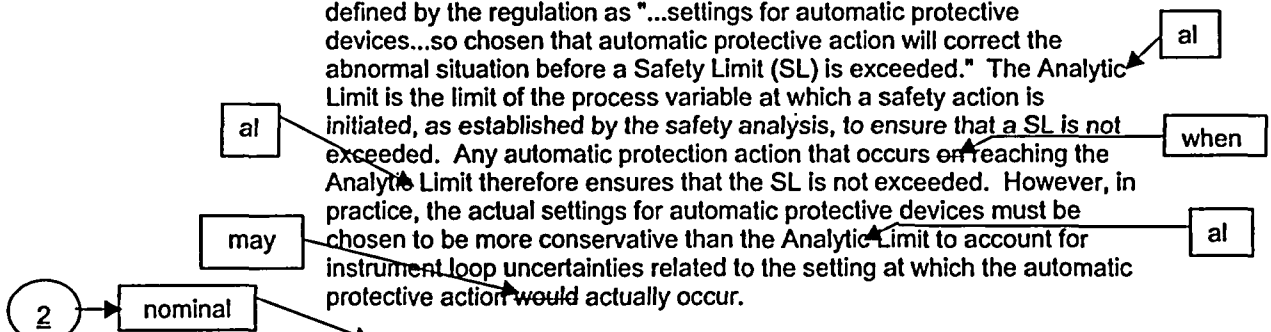 defined by the regulation as "...settings for automatic protective
devices...so chosen that automatic protective action will correct the
abnormal situation before a Safety Limit (SL) is exceeded." The Analytic
al
Limit is the limit of the process variable at which a safety action is
initiated, as established by the safety analysis, to ensure that a SL is not
al
when
exceeded. Any automatic protection action that occurs on reaching the
Analytic Limit therefore ensures that the SL is not exceeded. However, in
practice, the actual settings for automatic protective devices must be
may
chosen to be more conservative than the Analytic Limit to account for
al
instrument loop uncertainties related to the setting at which the automatic
protective action would actually occur.
2
nominal